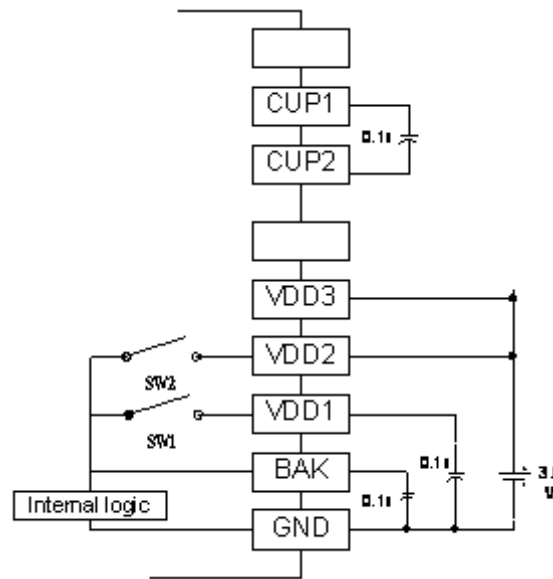 CUP1
0.1u
CUP2
VDD3
VDD2
SW2
VDD1
SW1
0.1u
BAK
0.1u
Internal logic
GND